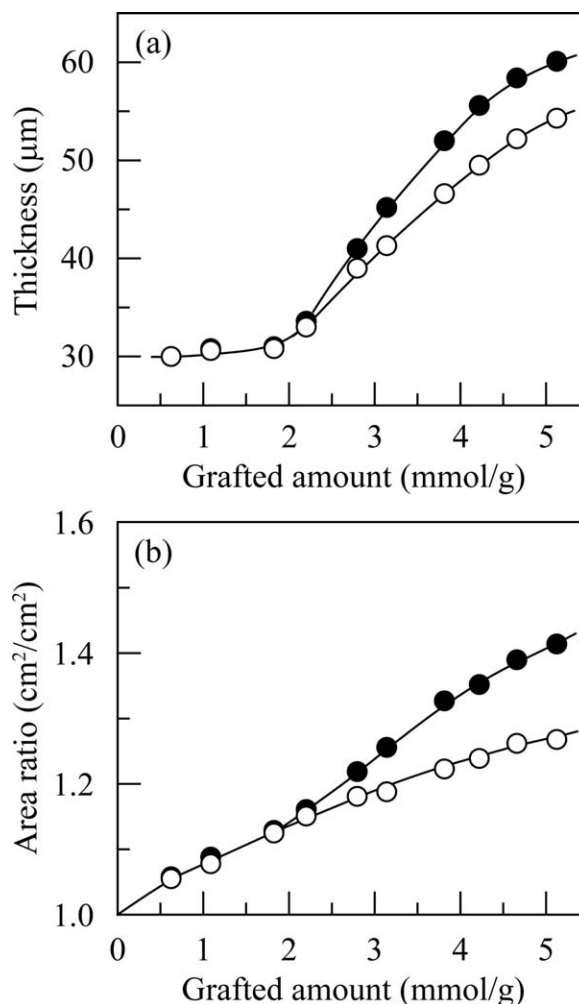 (a)
60
50
40
30
Thickness (μm)
0 1 2 3 4 5
Grafted amount (mmol/g)
(b)
1.6
1.4
1.2
1.0
Area ratio (cm²/cm²)
0 1 2 3 4 5
Grafted amount (mmol/g)